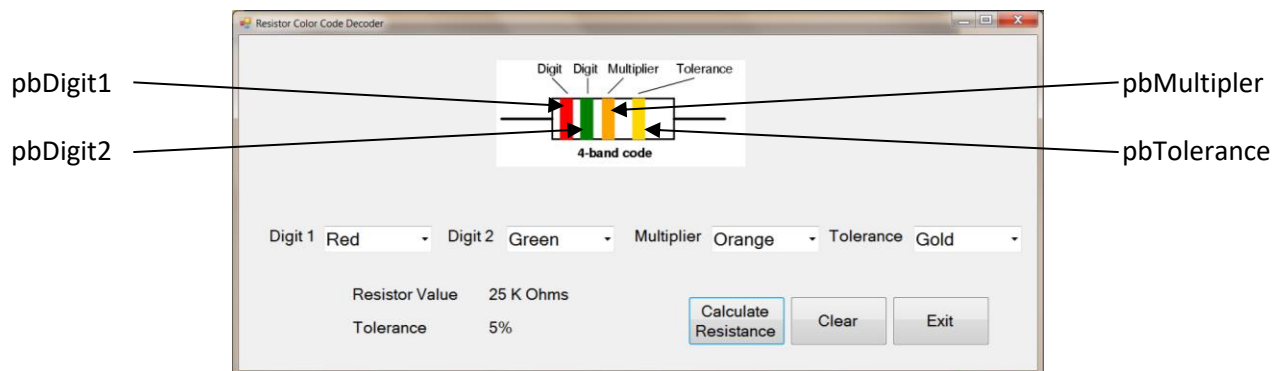 Resistor Color Code Decoder
Digit Digit Multiplier Tolerance
pbDigit1
pbMultipler
pbDigit2
pbTolerance
4-band code
Digit 1 Red Digit 2 Green Multiplier Orange Tolerance Gold
Resistor Value 25 K Ohms
Tolerance 5%
Calculate Resistance
Clear
Exit